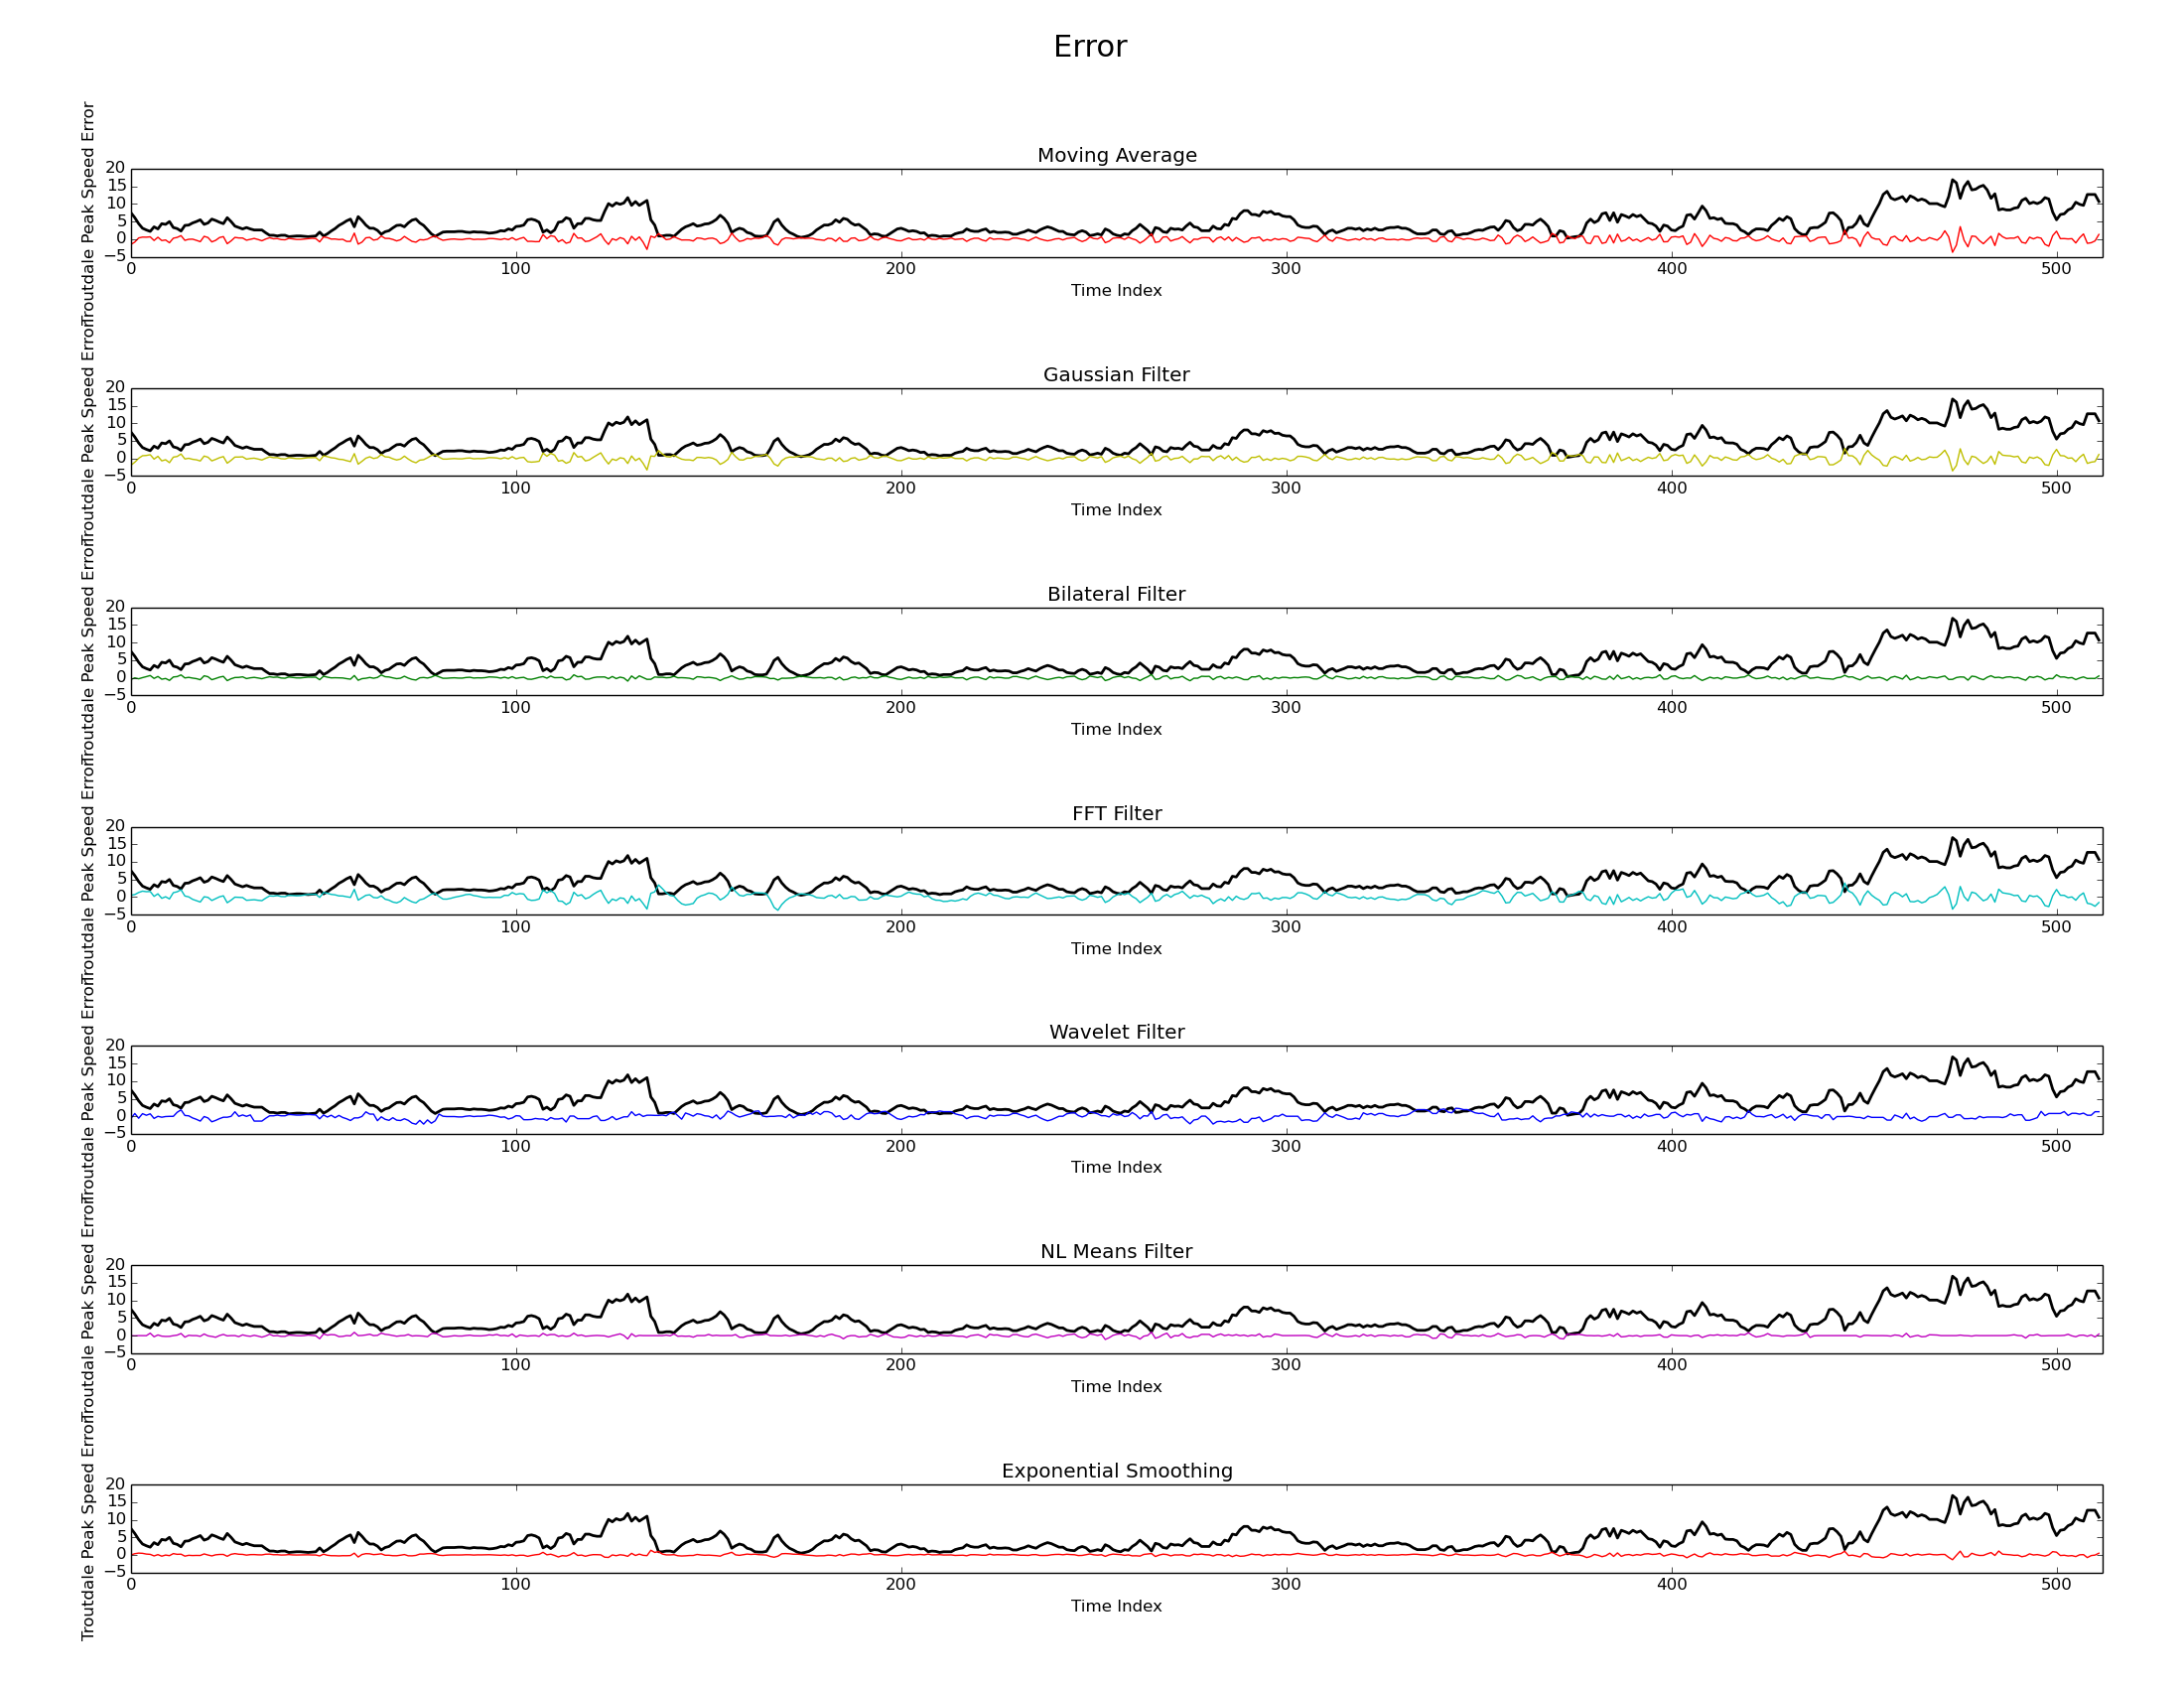 Error
Moving Average
Troutdale Peak Speed Error
20
15
10
5
0
−5
0 100 200 300 400 500
Time Index
Gaussian Filter
Troutdale Peak Speed Error
20
15
10
5
0
−5
0 100 200 300 400 500
Time Index
Bilateral Filter
Troutdale Peak Speed Error
20
15
10
5
0
−5
0 100 200 300 400 500
Time Index
FFT Filter
Troutdale Peak Speed Error
20
15
10
5
0
−5
0 100 200 300 400 500
Time Index
Wavelet Filter
Troutdale Peak Speed Error
20
15
10
5
0
−5
0 100 200 300 400 500
Time Index
NL Means Filter
Troutdale Peak Speed Error
20
15
10
5
0
−5
0 100 200 300 400 500
Time Index
Exponential Smoothing
Troutdale Peak Speed Error
20
15
10
5
0
−5
0 100 200 300 400 500
Time Index